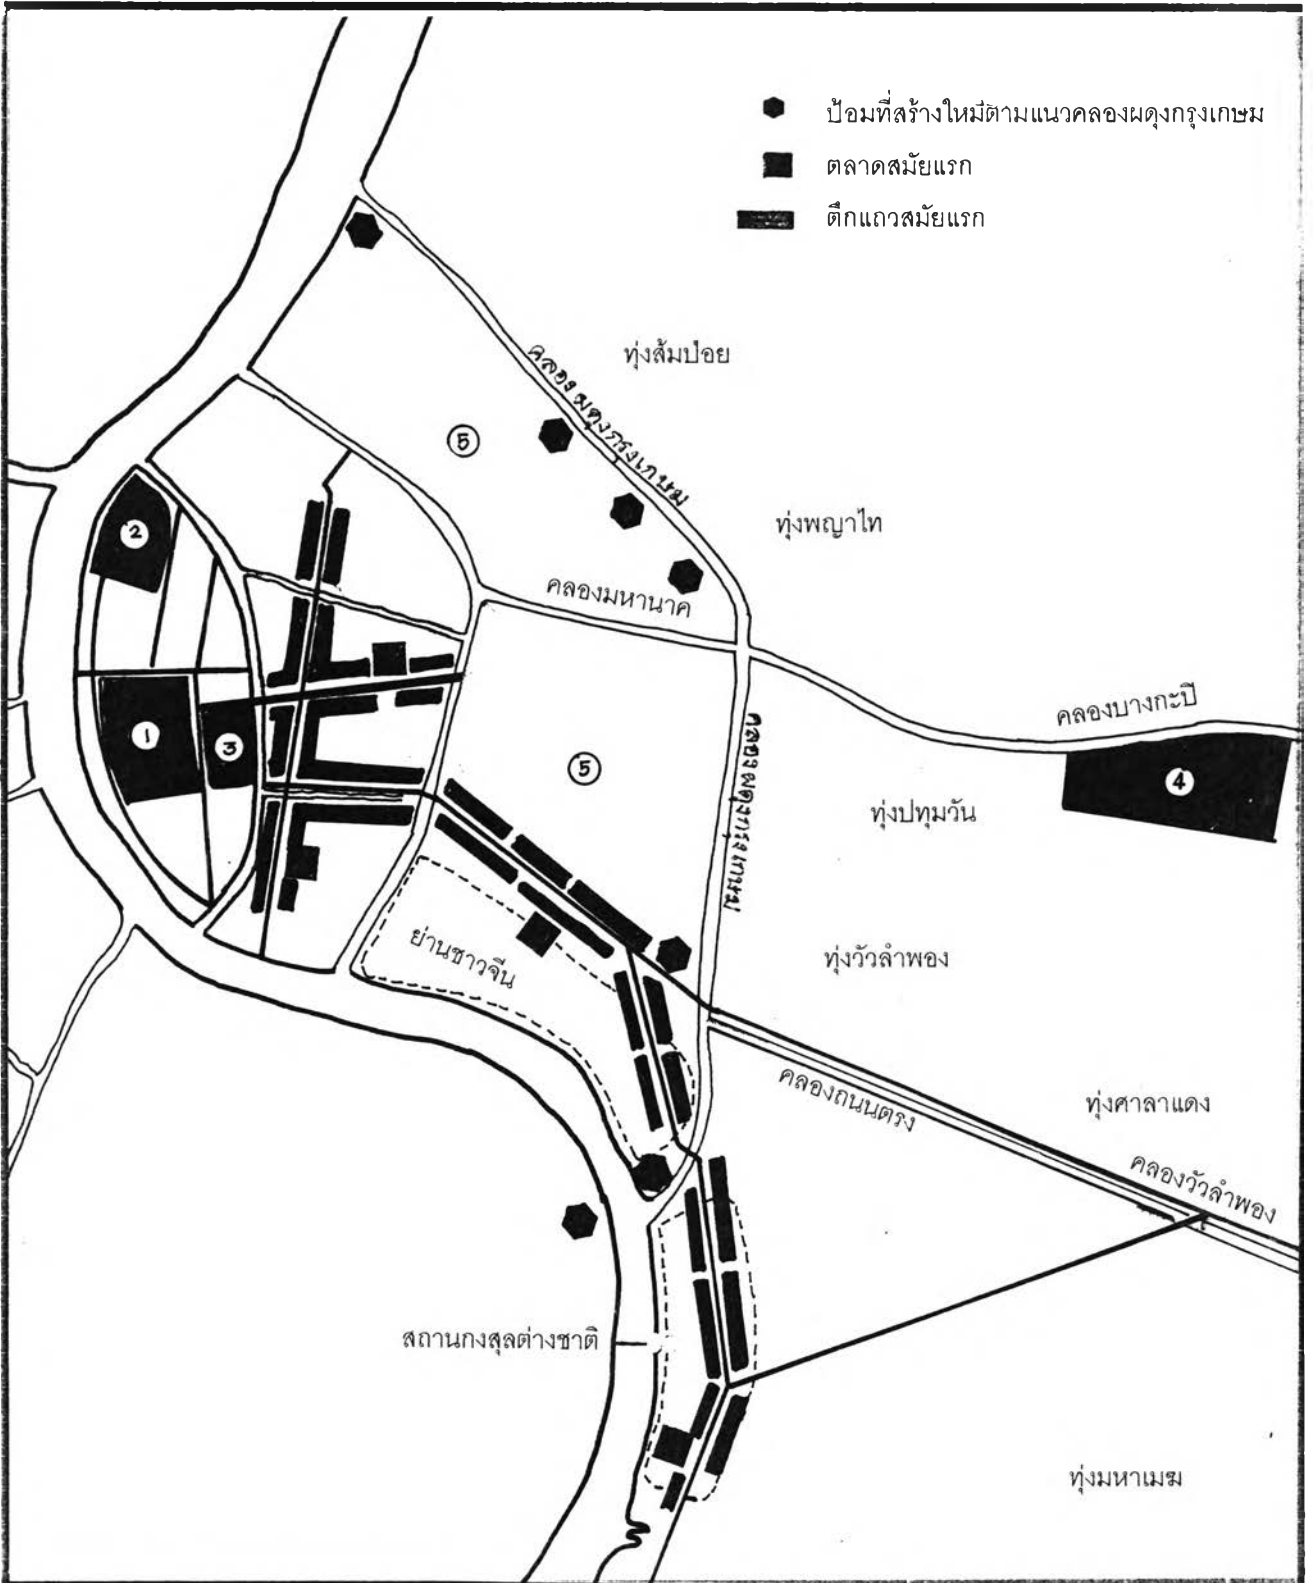 ป้อมที่สร้างใหม่ตามแนวคลองผดุงกรุงเกษม
ตลาดสมัยแรก
ตึกแถวสมัยแรก
ทุ่งส้มป่อย
คลองผดุงกรุงเกษม
5
ทุ่งพญาไท
2
คลองมหานาค
คลองบางกะปิ
1
3
5
คลองผดุงกรุงเกษม
4
ทุ่งปทุมวัน
ย่านชาวจีน
ทุ่งวัวลำพอง
คลองถนนตรง
ทุ่งศาลาแดง
คลองวัวลำพอง
สถานกงสุลต่างชาติ
ทุ่งมหาเมฆ